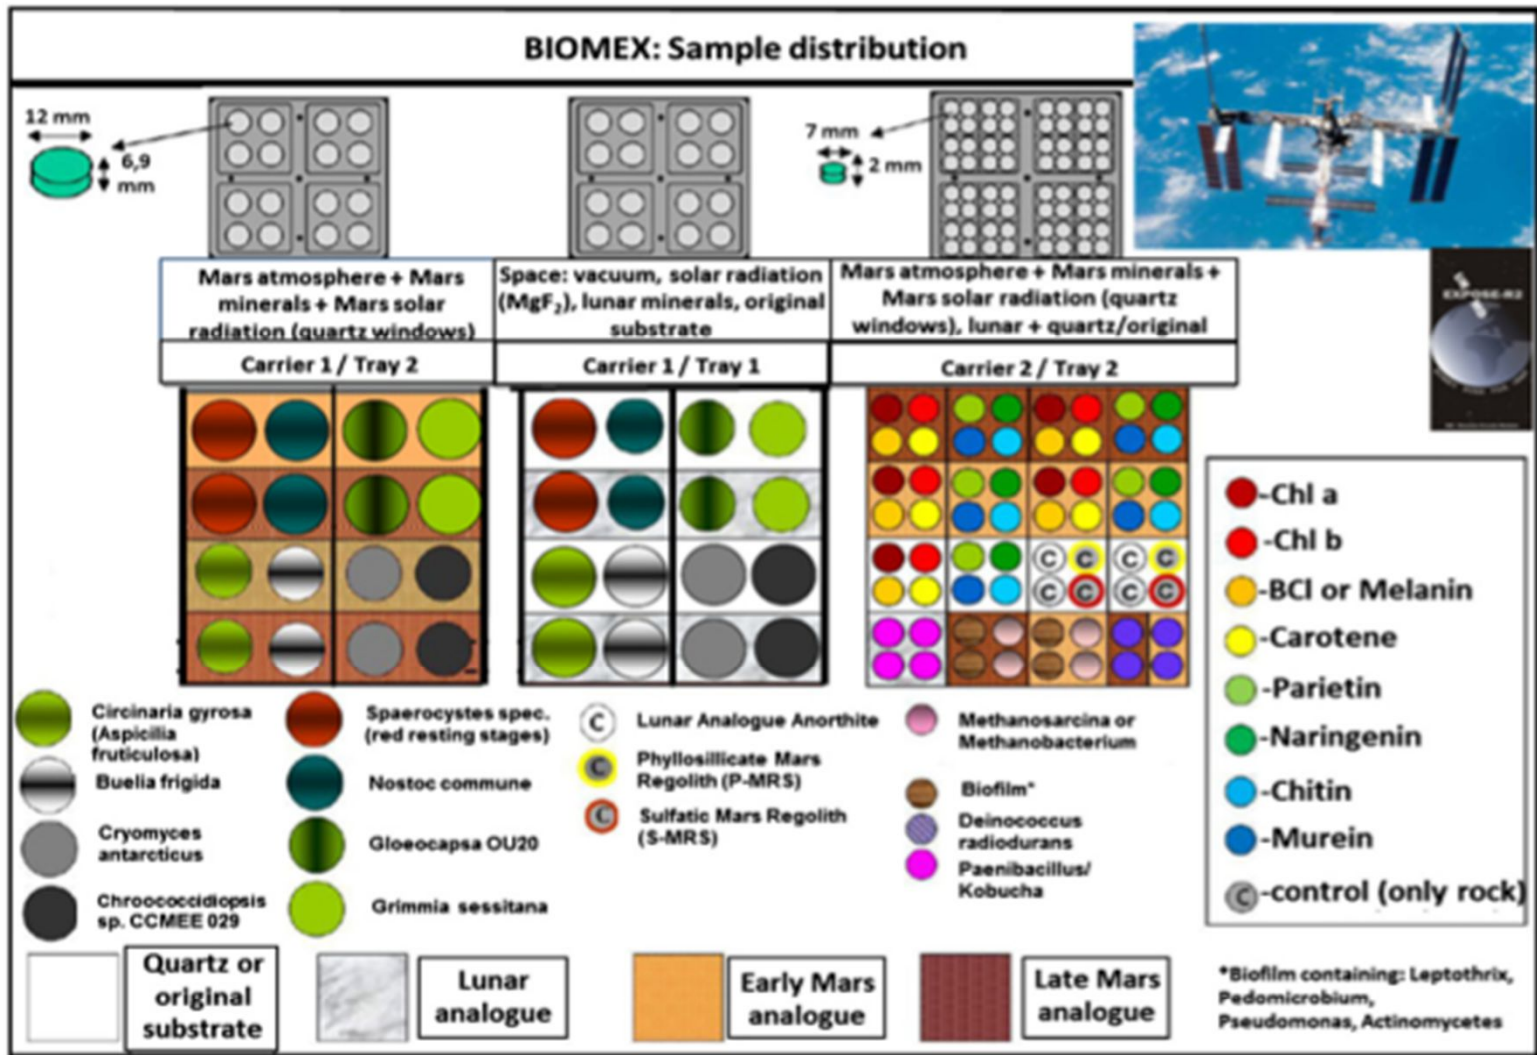 BIOMEX: Sample distribution
12 mm
6,9
mm
7 mm
2 mm
EXPOSE-R2
Mars atmosphere + Mars
minerals + Mars solar
radiation (quartz windows)
Space: vacuum, solar radiation
(MgF2), lunar minerals, original
substrate
Mars atmosphere + Mars minerals +
Mars solar radiation (quartz
windows), lunar + quartz/original
Carrier 1 / Tray 2
Carrier 1 / Tray 1
Carrier 2 / Tray 2
C C C C
C C C C
-Chl a
-Chl b
-BCl or Melanin
-Carotene
-Parietin
-Naringenin
-Chitin
-Murein
C -control (only rock)
Circinaria gyrosa
(Aspicilia
fruticulosa)
Buelia frigida
Cryomyces
antarcticus
Chroococcidiopsis
sp. CCMEE 029
Spaerocystes spec.
(red resting stages)
Nostoc commune
Gloeocapsa OU20
Grimmia sessitana
C Lunar Analogue Anorthite
C Phyllosillicate Mars
Regolith (P-MRS)
C Sulfatic Mars Regolith
(S-MRS)
Methanosarcina or
Methanobacterium
Biofilm*
Deinococcus
radiodurans
Paenibacillus/
Kobucha
Quartz or
original
substrate
Lunar
analogue
Early Mars
analogue
Late Mars
analogue
*Biofilm containing: Leptothrix,
Pedomicrobium,
Pseudomonas, Actinomycetes